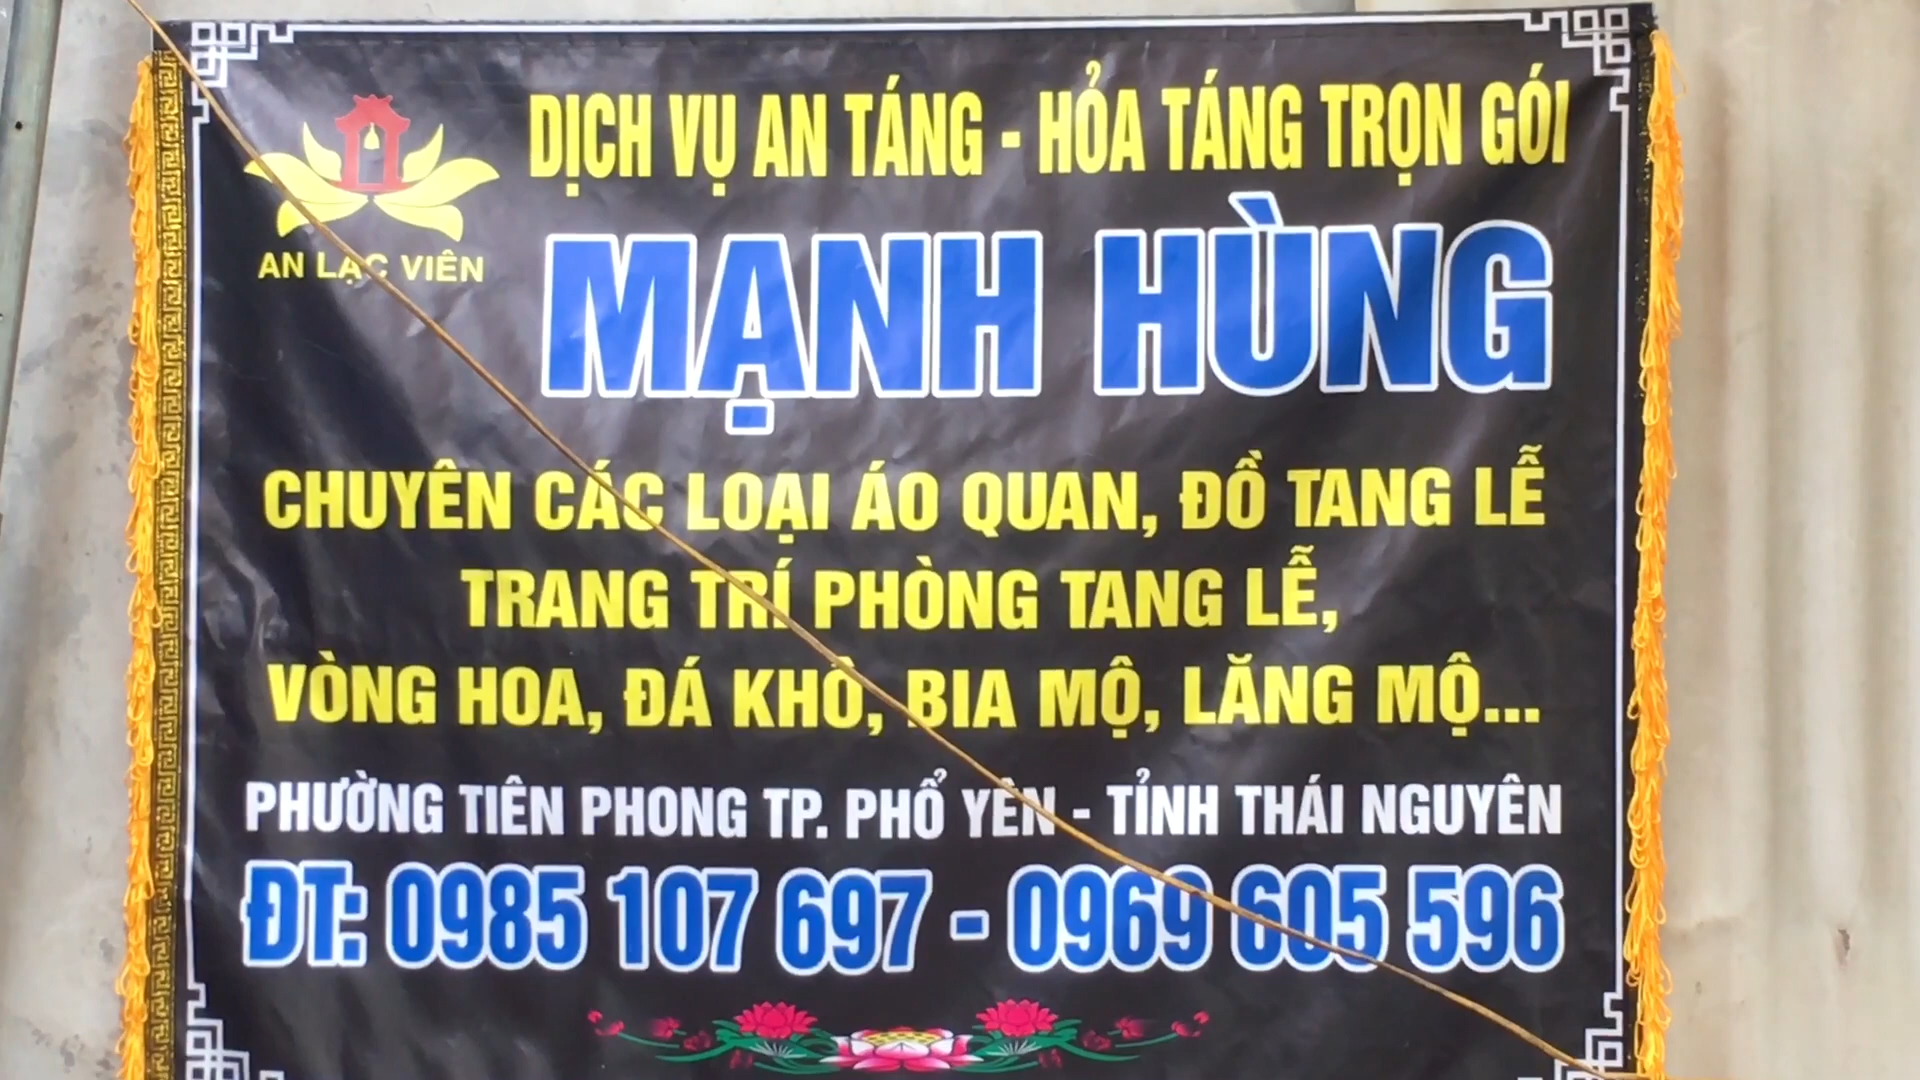 DỊCH VỤ AN TÁNG - HỎA TÁNG TRỌN GÓI
AN LẠC VIÊN
MẠNH HÙNG
CHUYÊN CÁC LOẠI ÁO QUAN, ĐỒ TANG LỄ
TRANG TRÍ PHÒNG TANG LỄ,
VÒNG HOA, ĐÁ KHÔ, BIA MỘ, LĂNG MỘ...
PHƯỜNG TIÊN PHONG TP. PHỔ YÊN - TỈNH THÁI NGUYÊN
ĐT: 0985 107 697 - 0969 605 596